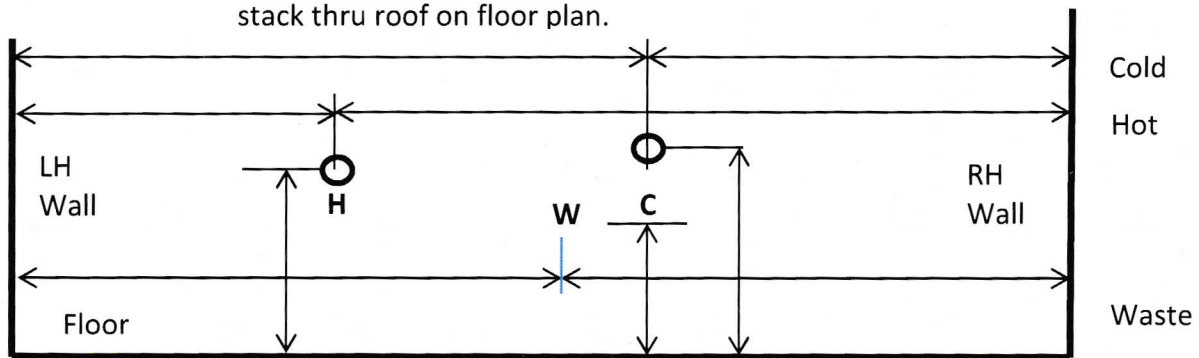 stack thru roof on floor plan.
Cold
Hot
LH
Wall
H
W
C
RH
Wall
Floor
Waste